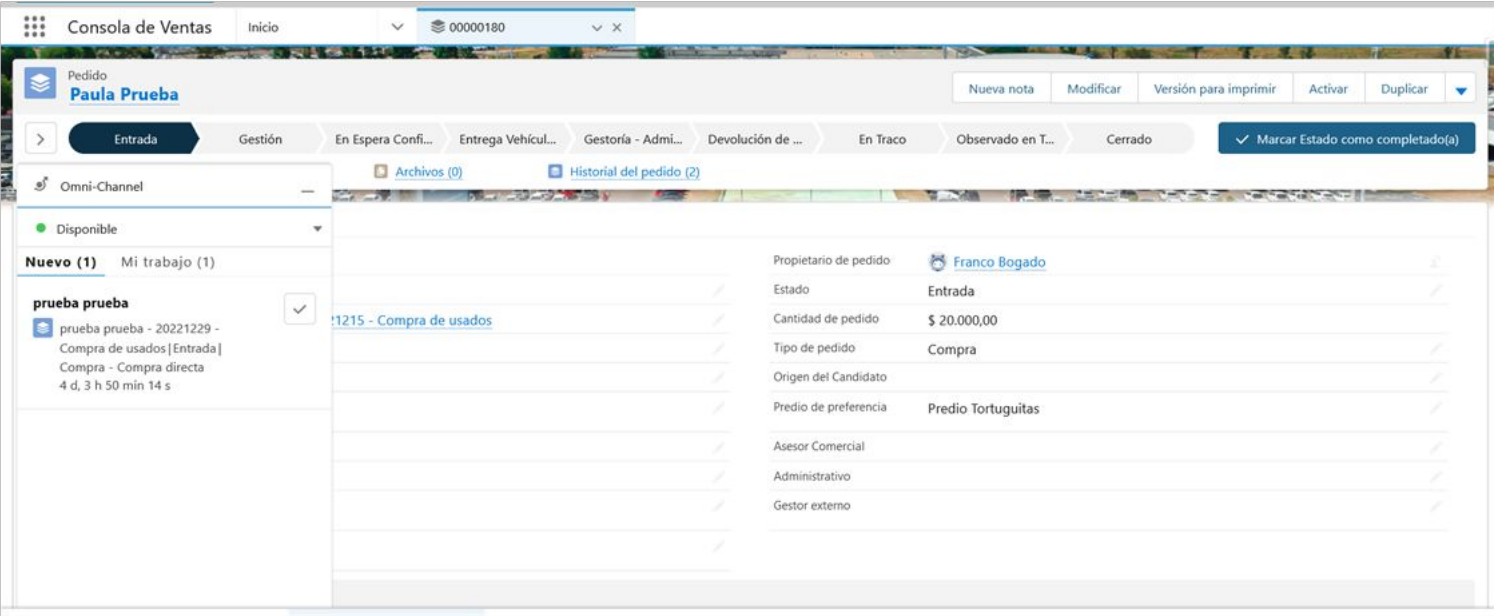 Consola de Ventas
Inicio
00000180
Pedido
Paula Prueba
Nueva nota
Modificar
Versión para imprimir
Activar
Duplicar
Entrada
Gestión
En Espera Confi...
Entrega Vehícul...
Gestoría - Admi...
Devolución de ...
En Traco
Observado en T...
Cerrado
Marcar Estado como completado(a)
Archivos (0)
Historial del pedido (2)
Omni-Channel
Disponible
Nuevo (1)
Mi trabajo (1)
prueba prueba
prueba prueba - 20221229 -
Compra de usados|Entrada|
Compra - Compra directa
4 d, 3 h 50 min 14 s
1215 - Compra de usados
Propietario de pedido
Franco Bogado
Estado
Entrada
Cantidad de pedido
$ 20.000,00
Tipo de pedido
Compra
Origen del Candidato
Predio de preferencia
Predio Tortuguitas
Asesor Comercial
Administrativo
Gestor externo